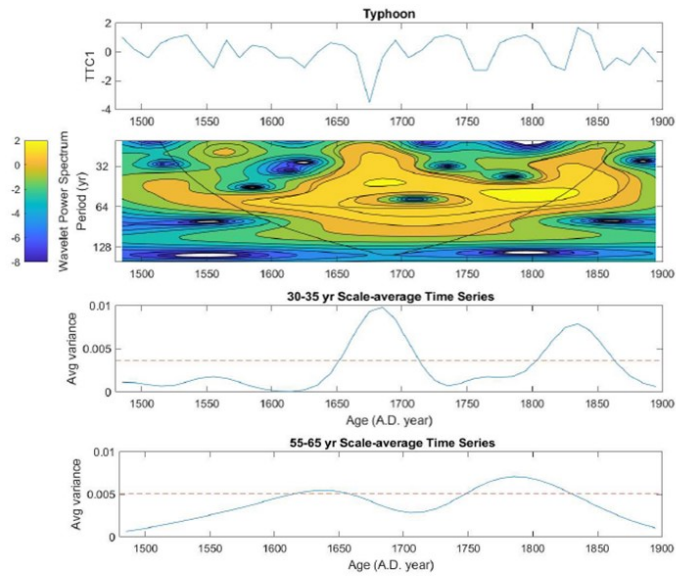 Typhoon
2
0
-2
-4
TTC1
1500 1550 1600 1650 1700 1750 1800 1850 1900
2
0
-2
-4
-6
-8
Wavelet Power Spectrum
Period (yr)
32
64
128
1500 1550 1600 1650 1700 1750 1800 1850 1900
30-35 yr Scale-average Time Series
0.01
0.005
0
Avg variance
1500 1550 1600 1650 1700 1750 1800 1850 1900
Age (A.D. year)
55-65 yr Scale-average Time Series
0.01
0.005
0
Avg variance
1500 1550 1600 1650 1700 1750 1800 1850 1900
Age (A.D. year)